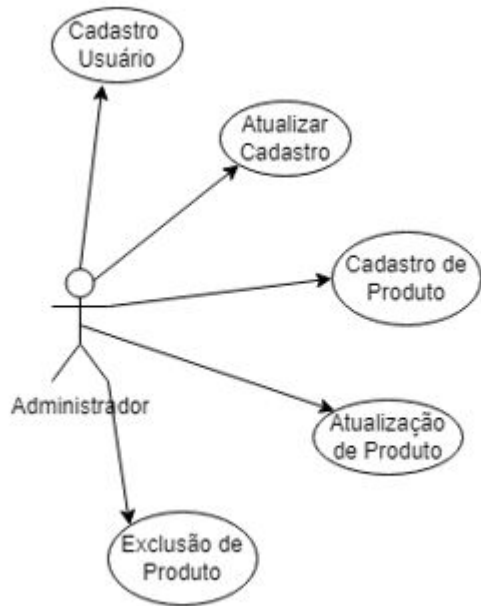 Cadastro
Usuário
Atualizar
Cadastro
Cadastro de
Produto
Administrador
Atualização
de Produto
Exclusão de
Produto